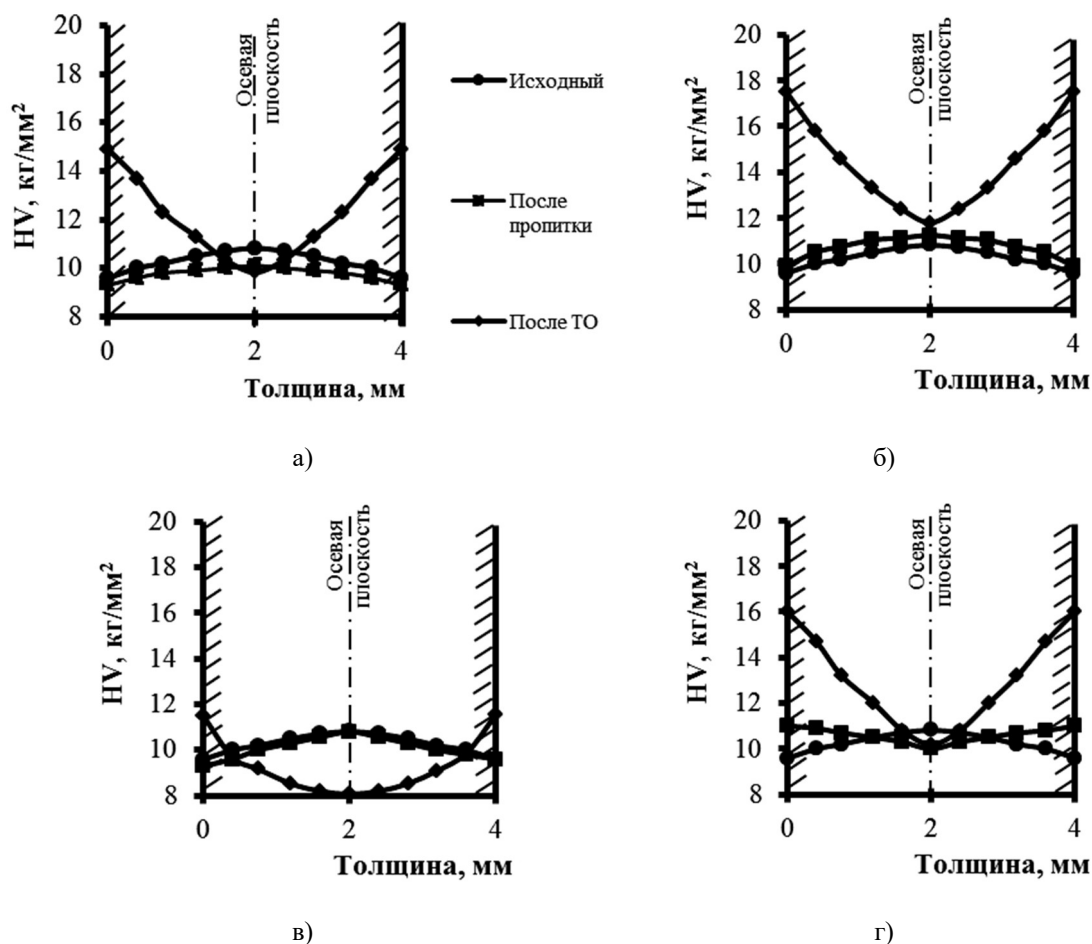 20
18
16
14
12
10
8
HV, кг/мм²
Осевая
плоскость
0
2
4
Толщина, мм
Исходный
После
пропитки
После ТО
а)
20
18
16
14
12
10
8
HV, кг/мм²
Осевая
плоскость
0
2
4
Толщина, мм
б)
20
18
16
14
12
10
8
HV, кг/мм²
Осевая
плоскость
0
2
4
Толщина, мм
в)
20
18
16
14
12
10
8
HV, кг/мм²
Осевая
плоскость
0
2
4
Толщина, мм
г)